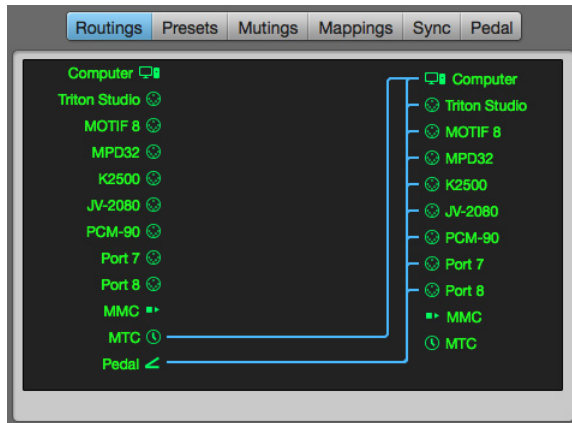 Routings Presets Mutings Mappings Sync Pedal
Computer
Triton Studio
MOTIF 8
MPD32
K2500
JV-2080
PCM-90
Port 7
Port 8
MMC
MTC
Pedal
Computer
Triton Studio
MOTIF 8
MPD32
K2500
JV-2080
PCM-90
Port 7
Port 8
MMC
MTC